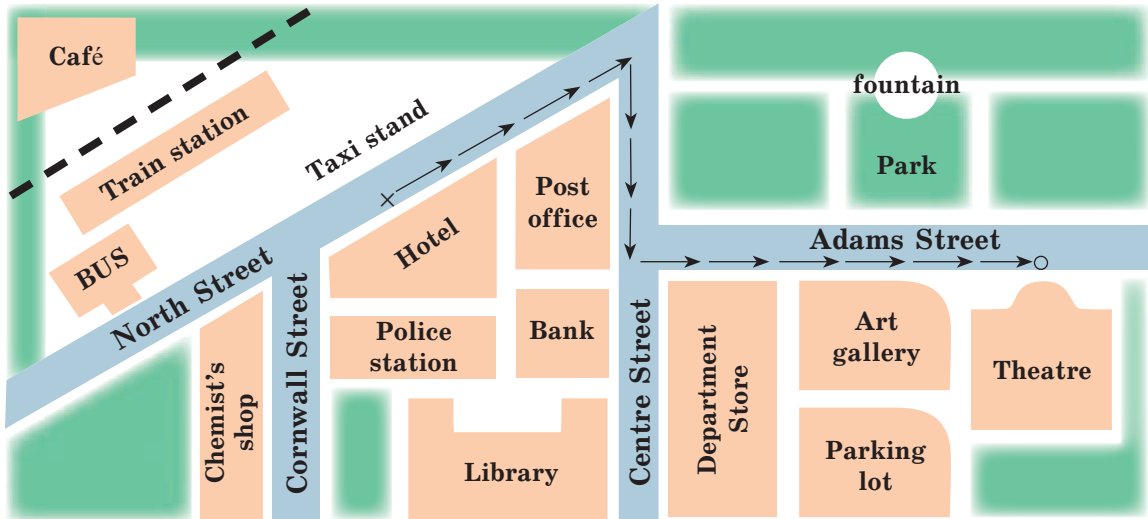 Café
fountain
Train station
Taxi stand
Park
Post
office
Hotel
Adams Street
BUS
North Street
Cornwall Street
Chemist's
shop
Police
station
Bank
Centre Street
Department
Store
Art
gallery
Theatre
Library
Parking
lot